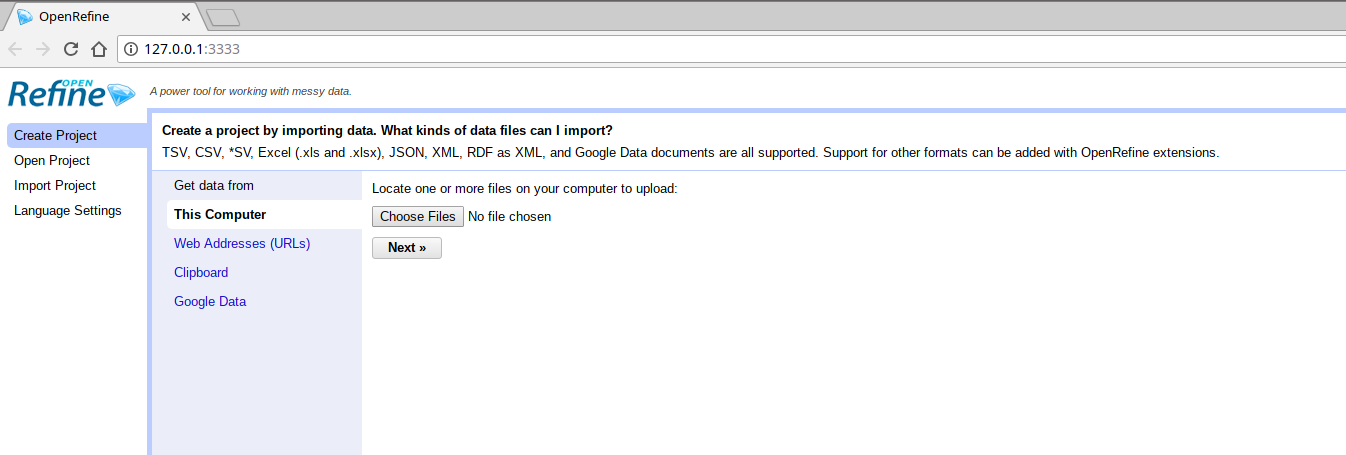 OpenRefine
127.0.0.1:3333
OPEN
Refine
A power tool for working with messy data.
Create Project
Open Project
Import Project
Language Settings
Create a project by importing data. What kinds of data files can I import?
TSV, CSV, *SV, Excel (.xls and .xlsx), JSON, XML, RDF as XML, and Google Data documents are all supported. Support for other formats can be added with OpenRefine extensions.
Get data from
This Computer
Web Addresses (URLs)
Clipboard
Google Data
Locate one or more files on your computer to upload:
Choose Files No file chosen
Next »